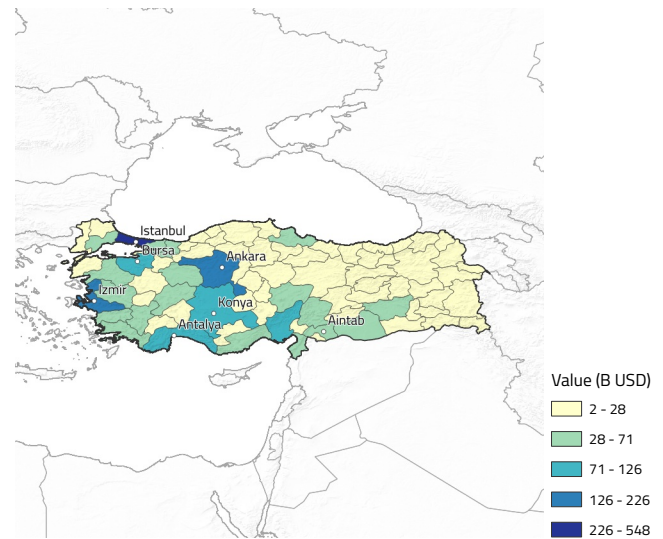 Istanbul
Bursa
Ankara
Izmir
Konya
Antalya
Aintab
Value (B USD)
2 - 28
28 - 71
71 - 126
126 - 226
226 - 548